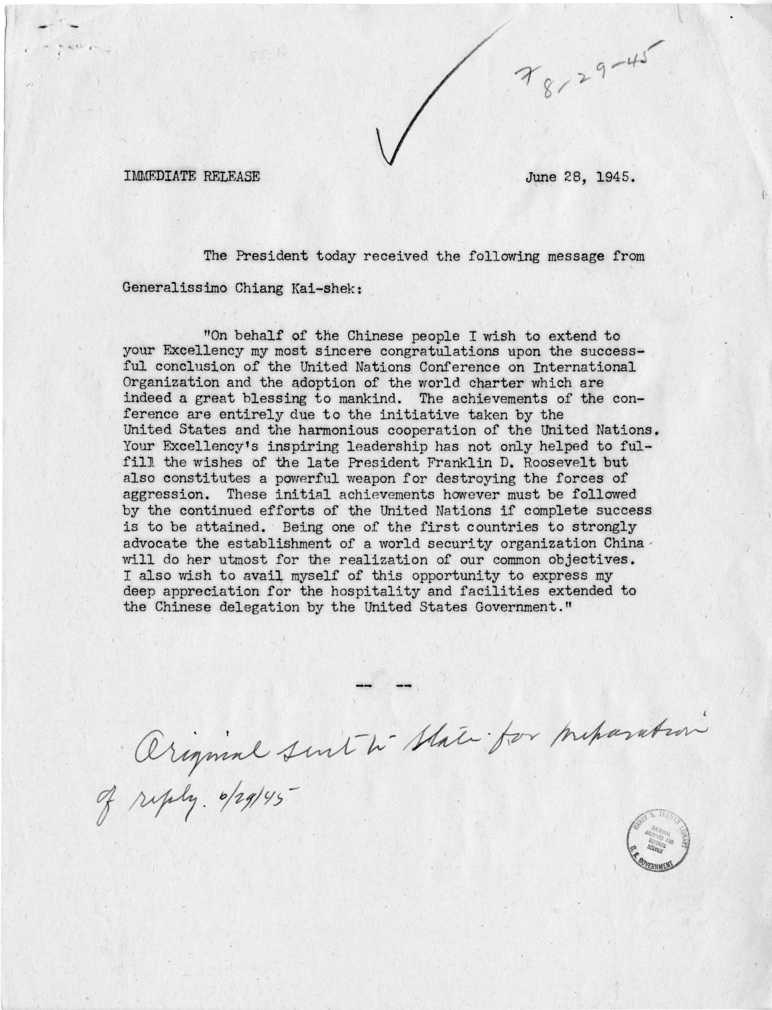 8-29-45
IMMEDIATE RELEASE June 28, 1945.
The President today received the following message from
Generalissimo Chiang Kai-shek:
"On behalf of the Chinese people I wish to extend to
your Excellency my most sincere congratulations upon the success-
ful conclusion of the United Nations Conference on International
Organization and the adoption of the world charter which are
indeed a great blessing to mankind. The achievements of the con-
ference are entirely due to the initiative taken by the
United States and the harmonious cooperation of the United Nations.
Your Excellency's inspiring leadership has not only helped to ful-
fill the wishes of the late President Franklin D. Roosevelt but
also constitutes a powerful weapon for destroying the forces of
aggression. These initial achievements however must be followed
by the continued efforts of the United Nations if complete success
is to be attained. Being one of the first countries to strongly
advocate the establishment of a world security organization China
will do her utmost for the realization of our common objectives.
I also wish to avail myself of this opportunity to express my
deep appreciation for the hospitality and facilities extended to
the Chinese delegation by the United States Government."
-- --
Original sent to State for preparation
of reply. 6/29/45
HARRY S. TRUMAN LIBRARY
NATIONAL
ARCHIVES AND
RECORDS
SERVICE
U. S. GOVERNMENT